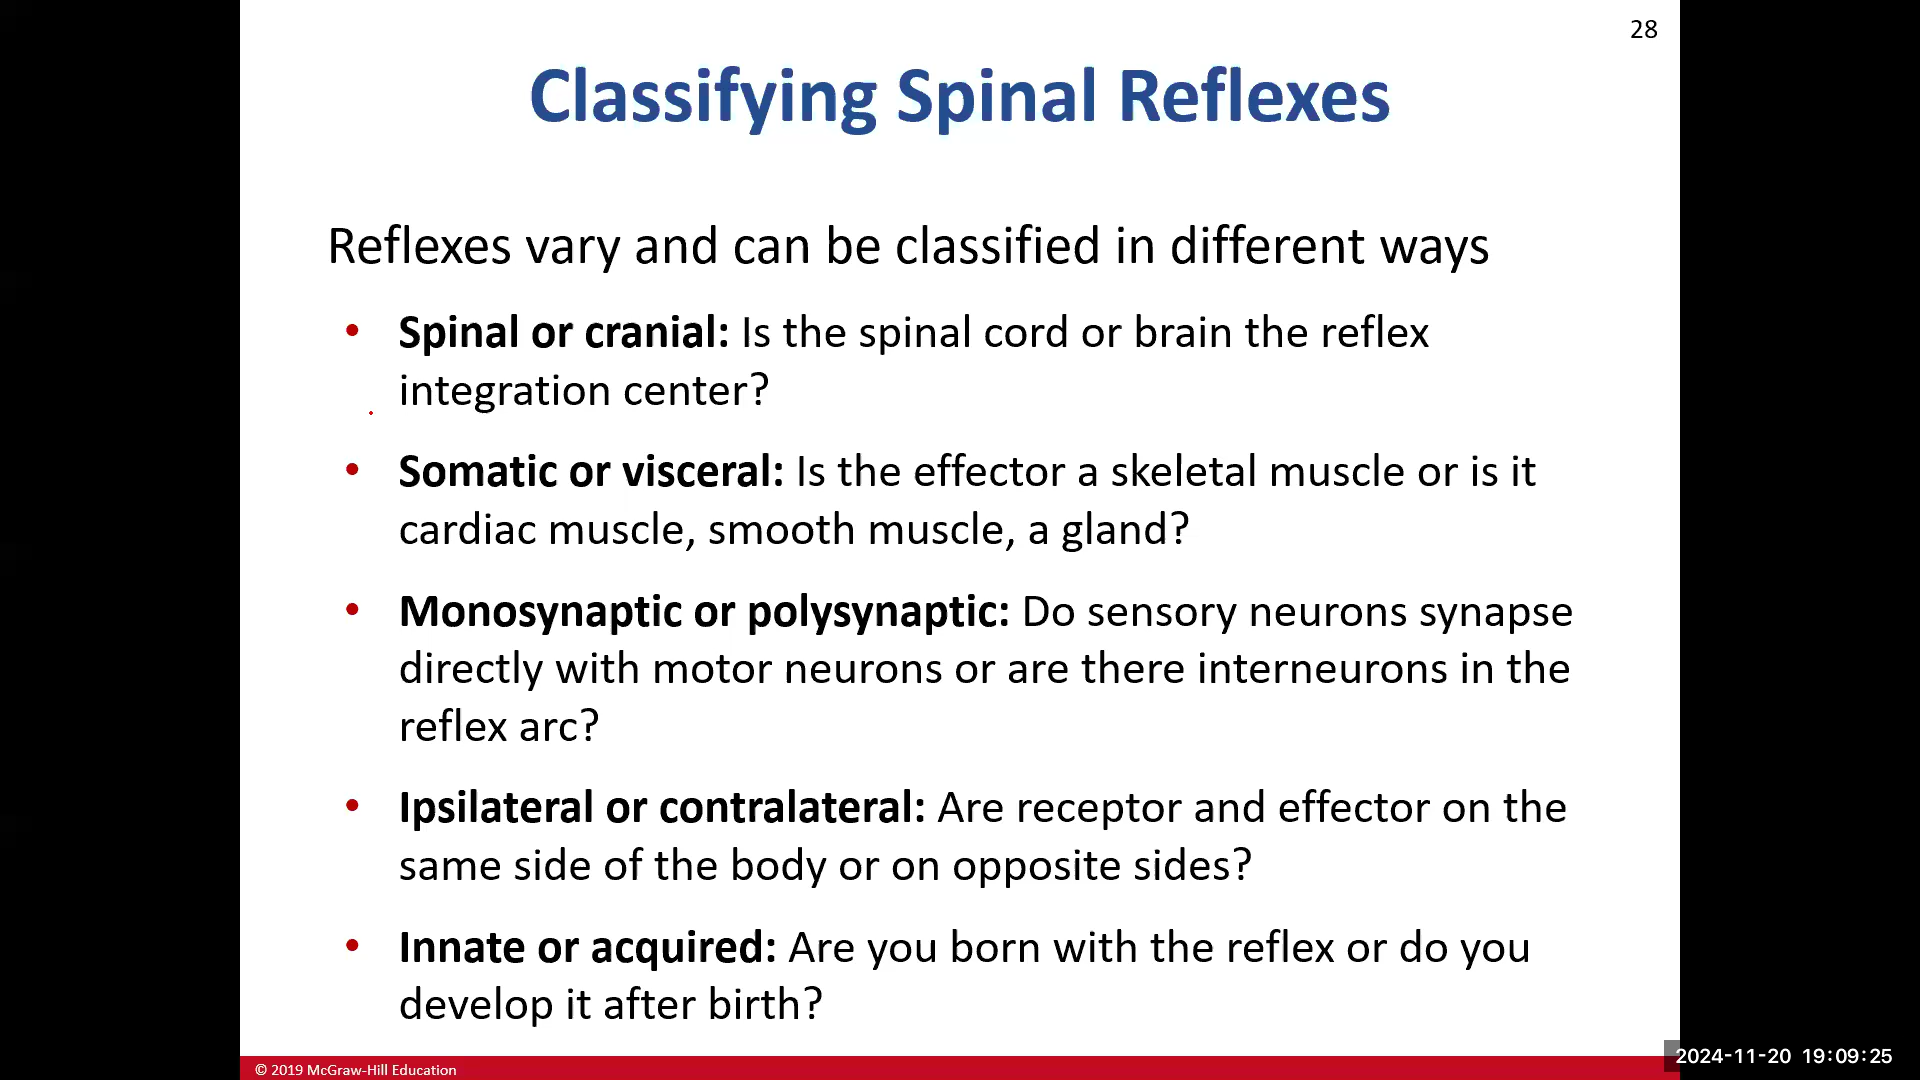 28
Classifying Spinal Reflexes
Reflexes vary and can be classified in different ways
• Spinal or cranial: Is the spinal cord or brain the reflex
integration center?
• Somatic or visceral: Is the effector a skeletal muscle or is it
cardiac muscle, smooth muscle, a gland?
• Monosynaptic or polysynaptic: Do sensory neurons synapse
directly with motor neurons or are there interneurons in the
reflex arc?
• Ipsilateral or contralateral: Are receptor and effector on the
same side of the body or on opposite sides?
• Innate or acquired: Are you born with the reflex or do you
develop it after birth?
© 2019 McGraw-Hill Education
2024-11-20 19:09:25